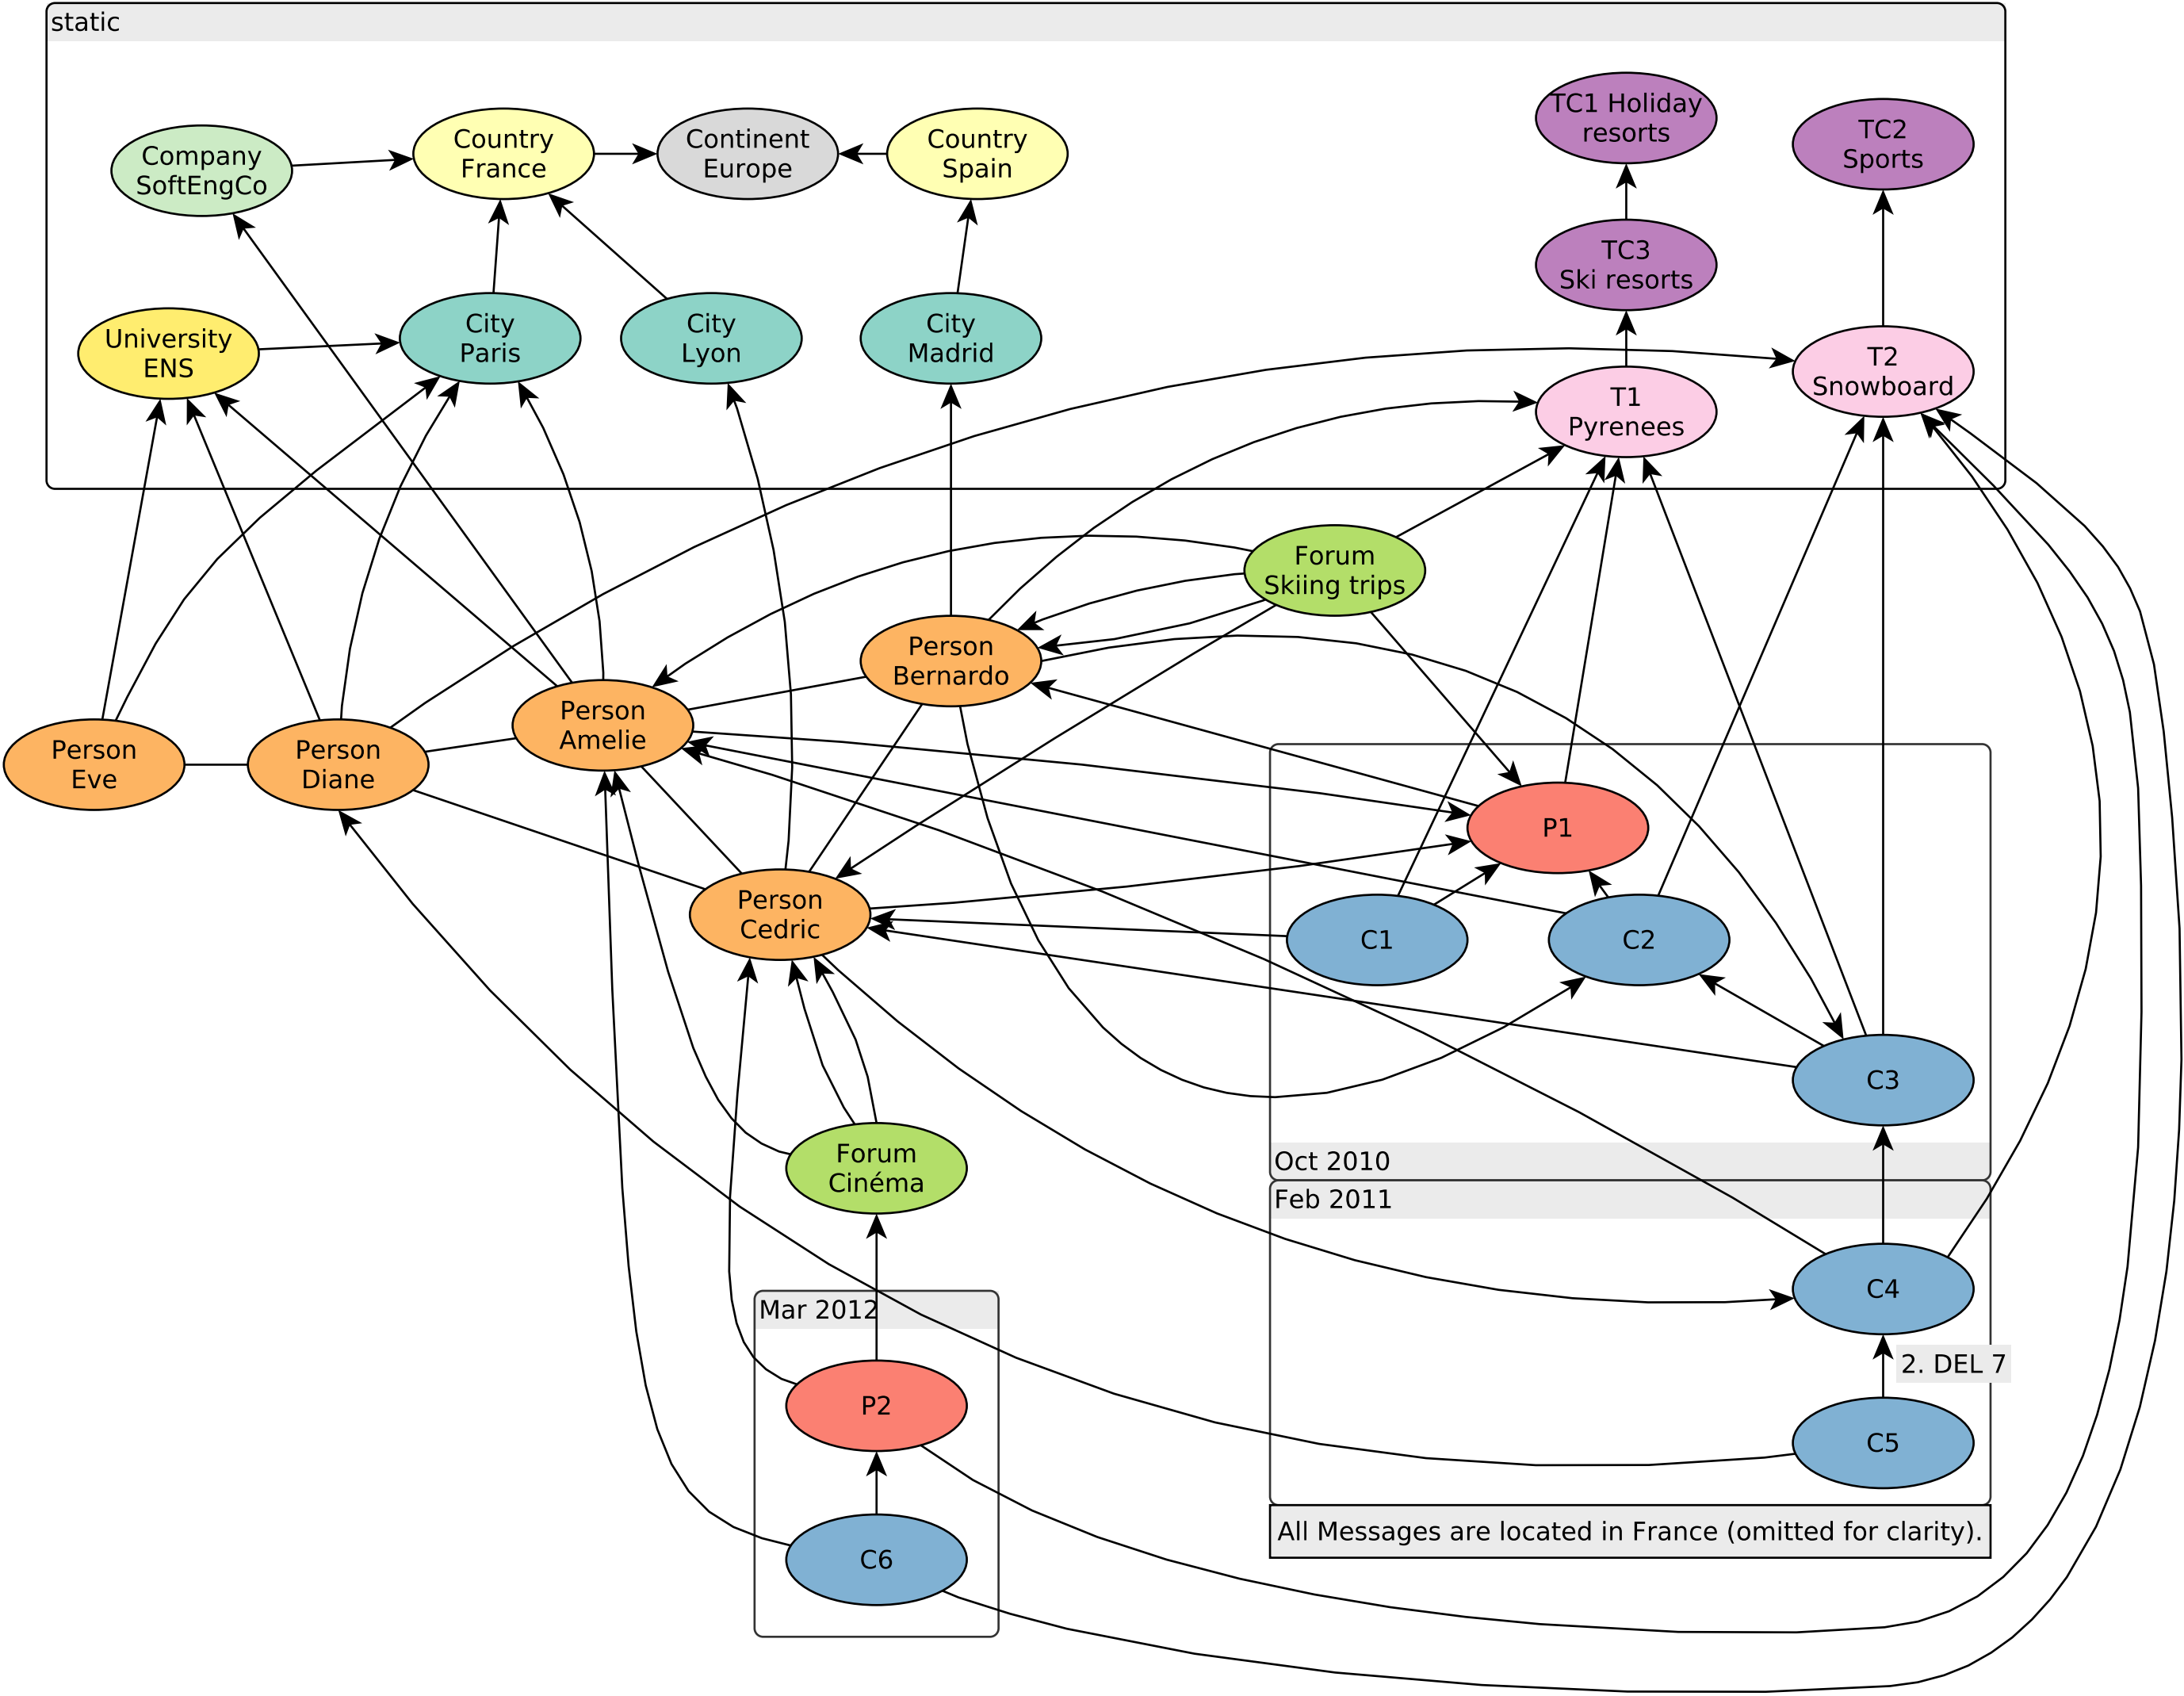 static
TC1 Holiday
resorts
TC2
Sports
Company
SoftEngCo
Country
France
Continent
Europe
Country
Spain
TC3
Ski resorts
University
ENS
City
Paris
City
Lyon
City
Madrid
T1
Pyrenees
T2
Snowboard
Forum
Skiing trips
Person
Bernardo
Person
Amelie
Person
Eve
Person
Diane
P1
Person
Cedric
C1
C2
C3
Oct 2010
Forum
Cinéma
Feb 2011
C4
Mar 2012
2. DEL 7
P2
C5
All Messages are located in France (omitted for clarity).
C6